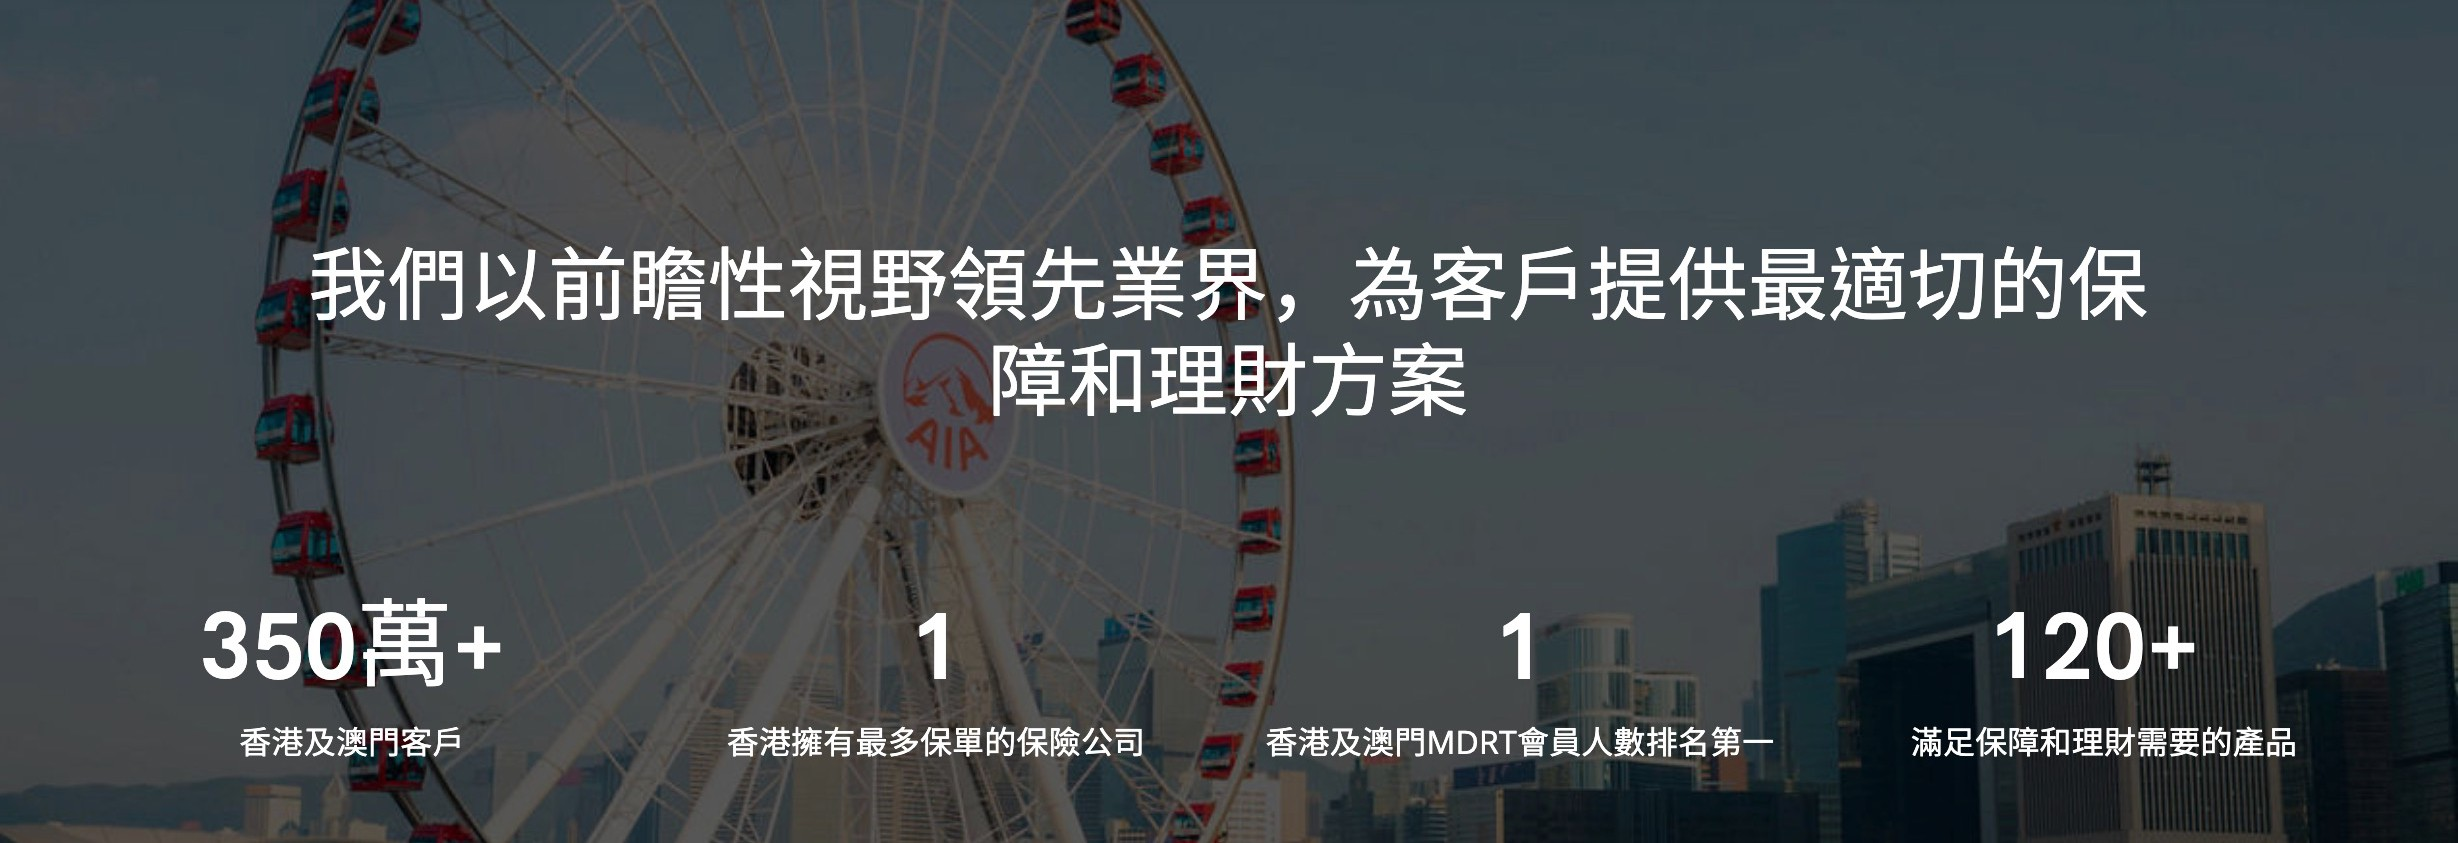 我們以前瞻性視野領先業界，為客戶提供最適切的保
障和理財方案
AIA
350萬+
香港及澳門客戶
1
香港擁有最多保單的保險公司
1
香港及澳門MDRT會員人數排名第一
120+
滿足保障和理財需要的產品